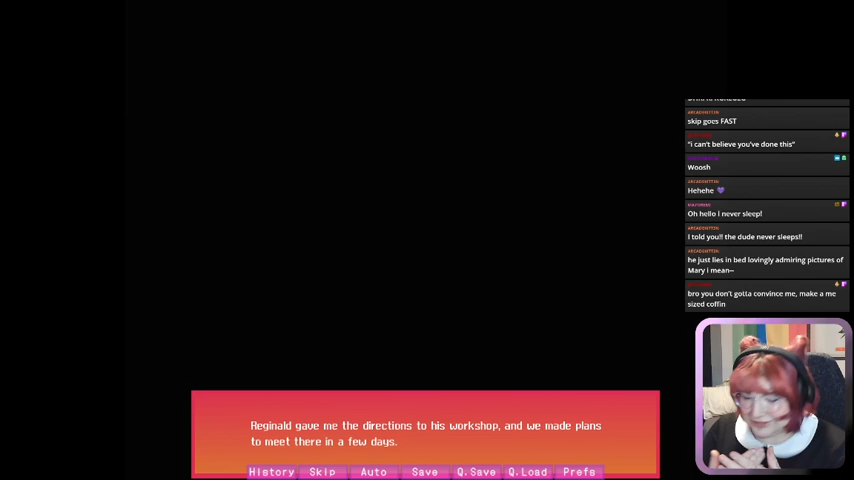 skip goes FAST
"i can't believe you've done this"
Woosh
Hehehe 💜
Oh hello I never sleep!
I told you!! the dude never sleeps!!
he just lies in bed lovingly admiring pictures of
Mary I mean—
bro you don't gotta convince me, make a me
sized coffin
Reginald gave me the directions to his workshop, and we made plans
to meet there in a few days.
History Skip Auto Save Q.Save Q.Load Prefs